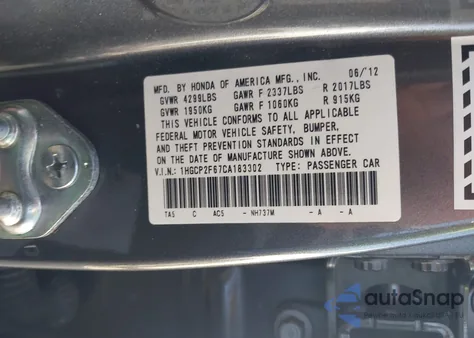 MFD. BY HONDA OF AMERICA MFG., INC. 06/'12
GVWR 4299LBS GAWR F 2337LBS R 2017LBS
GVWR 1950KG GAWR F 1060KG R 915KG
THIS VEHICLE CONFORMS TO ALL APPLICABLE
FEDERAL MOTOR VEHICLE SAFETY, BUMPER,
AND THEFT PREVENTION STANDARDS IN EFFECT
ON THE DATE OF MANUFACTURE SHOWN ABOVE.
V.I.N.: 1HGCP2F67CA183302 TYPE: PASSENGER CAR
TA5 C AC5 - NH737M - A - A
autoSnap